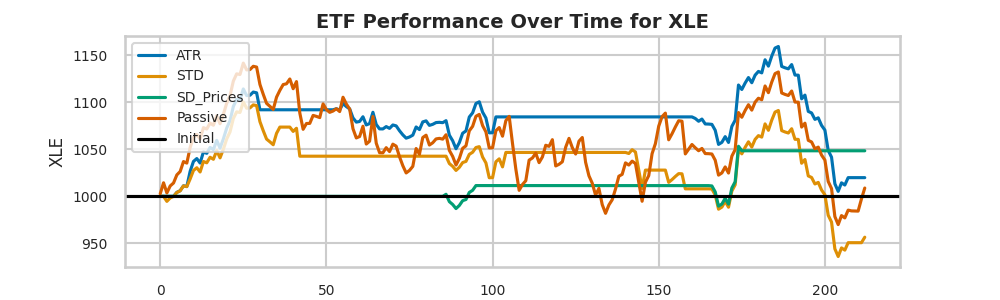 ETF Performance Over Time for XLE
XLE
1150
1100
1050
1000
950
ATR
STD
SD_Prices
Passive
Initial
0 50 100 150 200